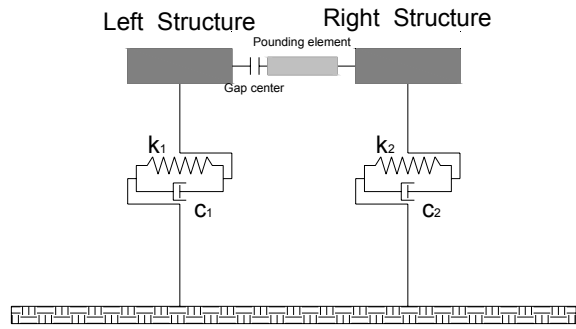 Left Structure
Right Structure
Pounding element
Gap center
k1
k2
c1
c2